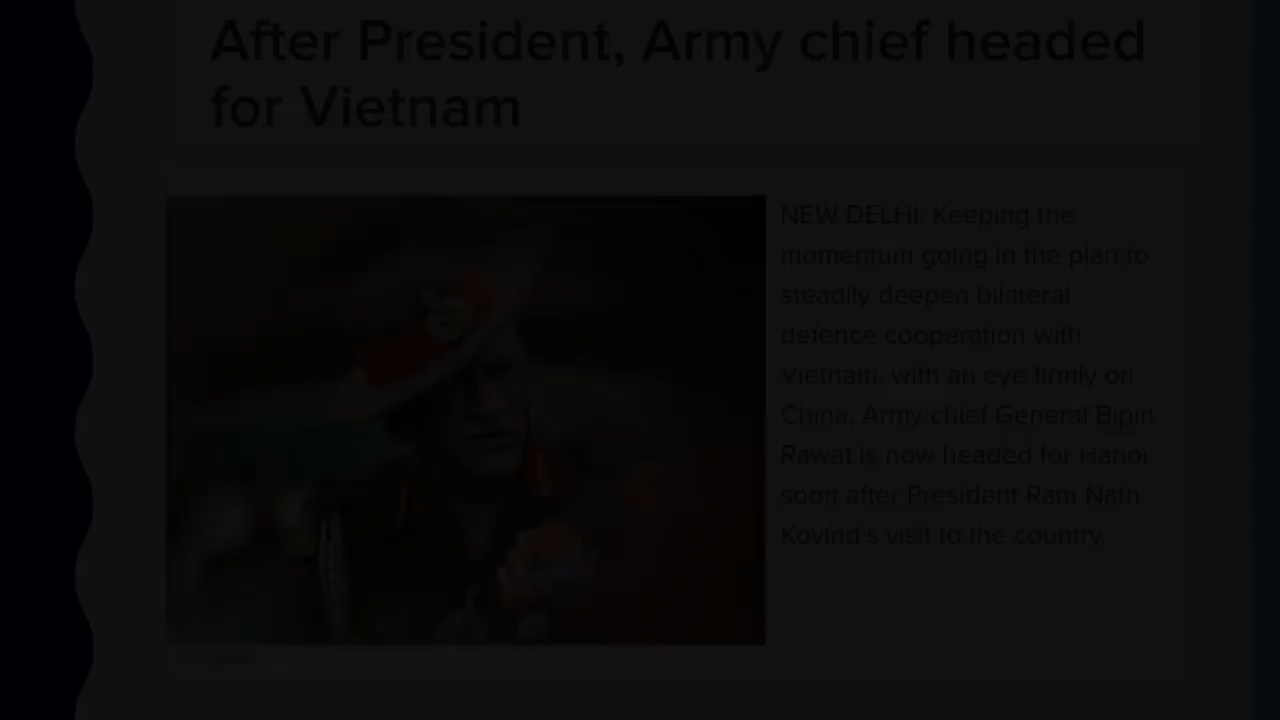 After President, Army chief headed
for Vietnam
NEW DELHI: Keeping the
momentum going in the plan to
steadily deepen bilateral
defence cooperation with
Vietnam, with an eye firmly on
China, Army chief General Bipin
Rawat is now headed for Hanoi
soon after President Ram Nath
Kovind's visit to the country